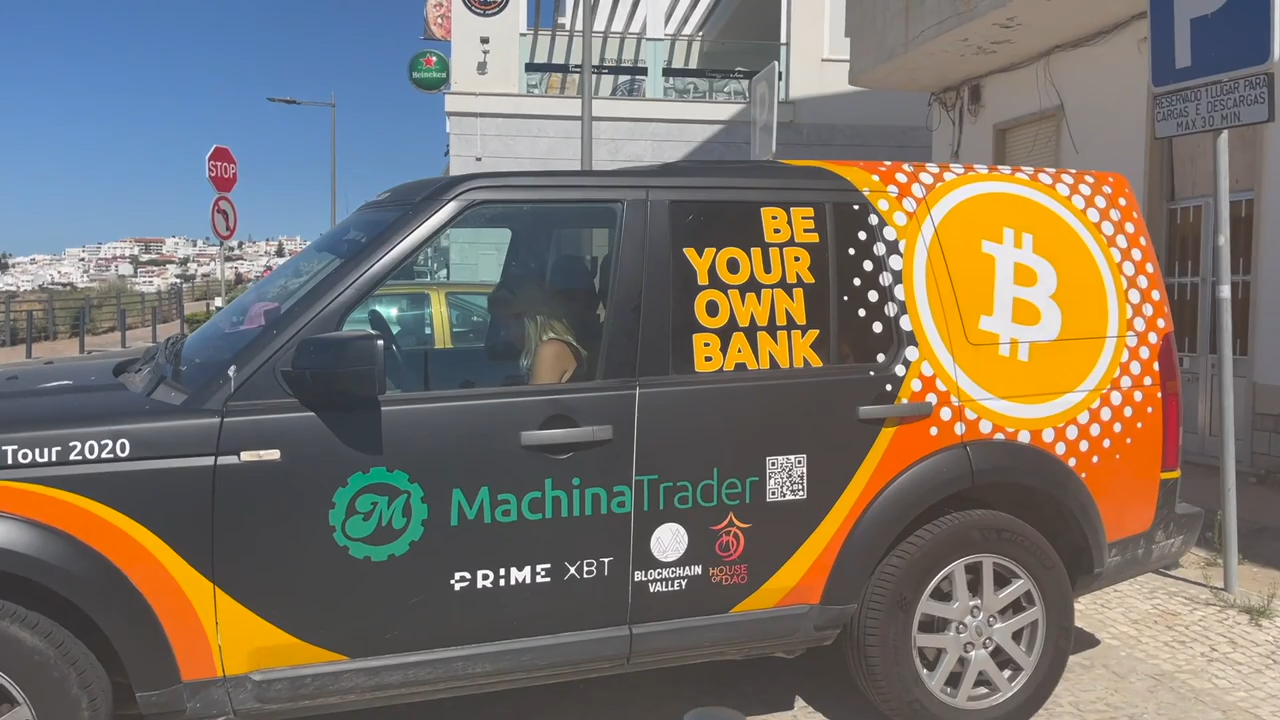 Heineken
STOP
P
RESERVADO 1 LUGAR PARA
CARGAS E DESCARGAS
MAX. 30 MIN.
BE
YOUR
OWN
BANK
Tour 2020
M
MachinaTrader
PRIME XBT
BLOCKCHAIN
VALLEY
HOUSE
OF DAO